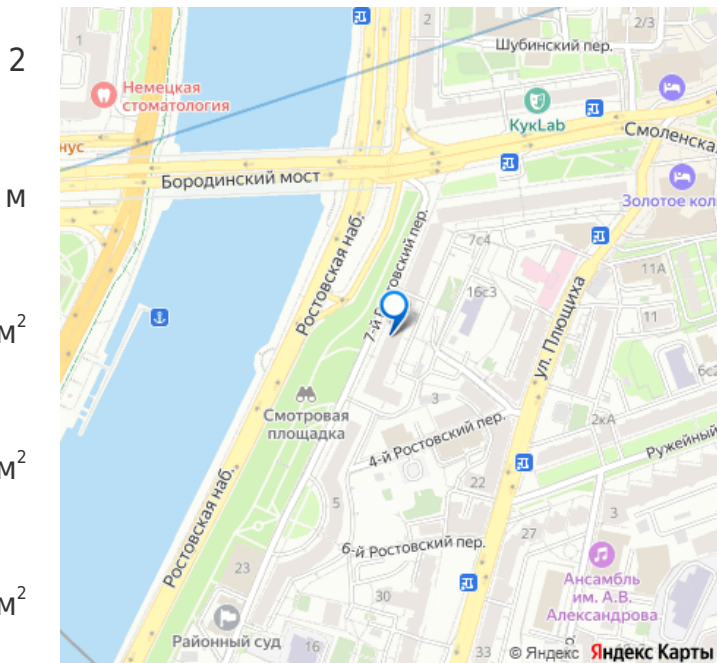 2
м
м²
м²
м²
1
2
2/3
Шубинский пер.
Немецкая
стоматология
КукLab
нус
Смоленская
Бородинский мост
Золотое кол
Ростовская наб.
7-й Ростовский пер.
7с4
11А
16с3
ул. Плющиха
11
6с2
3
Смотровая
площадка
2кА
Ружейный
4-й Ростовский пер.
22
5
27
3
Ростовская наб.
6-й Ростовский пер.
23
Ансамбль
им. А.В.
Александрова
30
Районный суд
16
33
© Яндекс Яндекс Карты